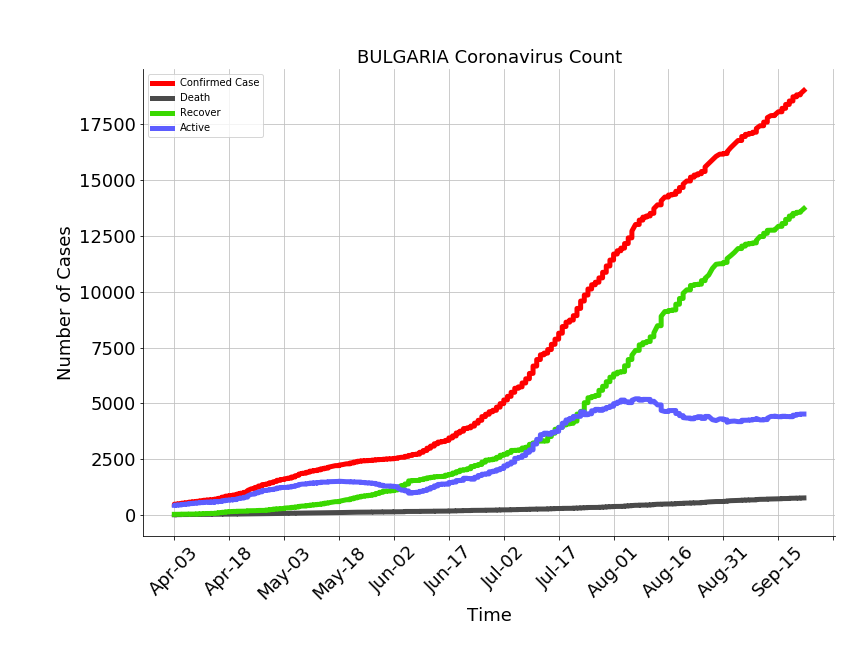 BULGARIA Coronavirus Count
Confirmed Case
Death
Recover
Active
Number of Cases
17500
15000
12500
10000
7500
5000
2500
0
Apr-03
Apr-18
May-03
May-18
Jun-02
Jun-17
Jul-02
Jul-17
Aug-01
Aug-16
Aug-31
Sep-15
Time